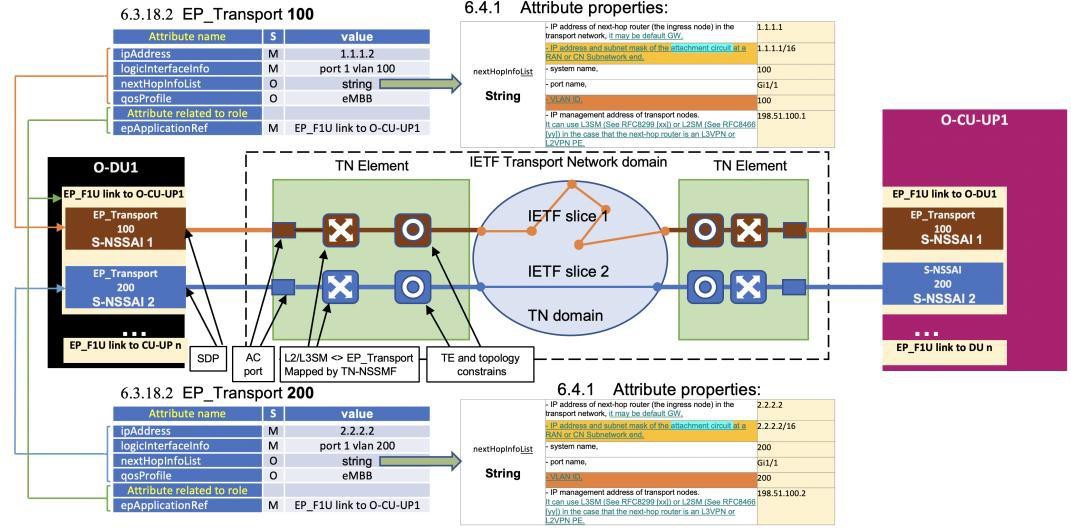 6.3.18.2 EP_Transport 100
Attribute name S value
ipAddress M 1.1.1.2
logicInterfaceInfo M port 1 vlan 100
nextHopInfoList O string
qosProfile O eMBB
Attribute related to role
epApplicationRef M EP_F1U link to O-CU-UP1
6.4.1 Attribute properties:
nextHopInfoList
String
- IP address of next-hop router (the ingress node) in the
transport network, it may be default GW.
1.1.1.1
- IP address and subnet mask of the attachment circuit at a
RAN or CN Subnetwork end.
1.1.1.1/16
- system name,
100
- port name,
Gi1/1
- VLAN ID,
100
- IP management address of transport nodes.
198.51.100.1
It can use L3SM (See RFC8299 [xx]) or L2SM (See RFC8466
[yy]) in the case that the next-hop router is an L3VPN or
L2VPN PE.
O-DU1
EP_F1U link to O-CU-UP1
EP_Transport
100
S-NSSAI 1
EP_Transport
200
S-NSSAI 2
...
EP_F1U link to CU-UP n
IETF Transport Network domain
TN Element
IETF slice 1
IETF slice 2
TN domain
TN Element
SDP
AC
port
L2/L3SM <> EP_Transport
Mapped by TN-NSSMF
TE and topology
constrains
O-CU-UP1
EP_F1U link to O-DU1
EP_Transport
100
S-NSSAI 1
S-NSSAI
200
S-NSSAI 2
...
EP_F1U link to DU n
6.3.18.2 EP_Transport 200
Attribute name S value
ipAddress M 2.2.2.2
logicInterfaceInfo M port 1 vlan 200
nextHopInfoList O string
qosProfile O eMBB
Attribute related to role
epApplicationRef M EP_F1U link to O-CU-UP1
6.4.1 Attribute properties:
nextHopInfoList
String
- IP address of next-hop router (the ingress node) in the
transport network, it may be default GW.
2.2.2.2
- IP address and subnet mask of the attachment circuit at a
RAN or CN Subnetwork end.
2.2.2.2/16
- system name,
200
- port name,
Gi1/1
- VLAN ID,
200
- IP management address of transport nodes.
198.51.100.2
It can use L3SM (See RFC8299 [xx]) or L2SM (See RFC8466
[yy]) in the case that the next-hop router is an L3VPN or
L2VPN PE.